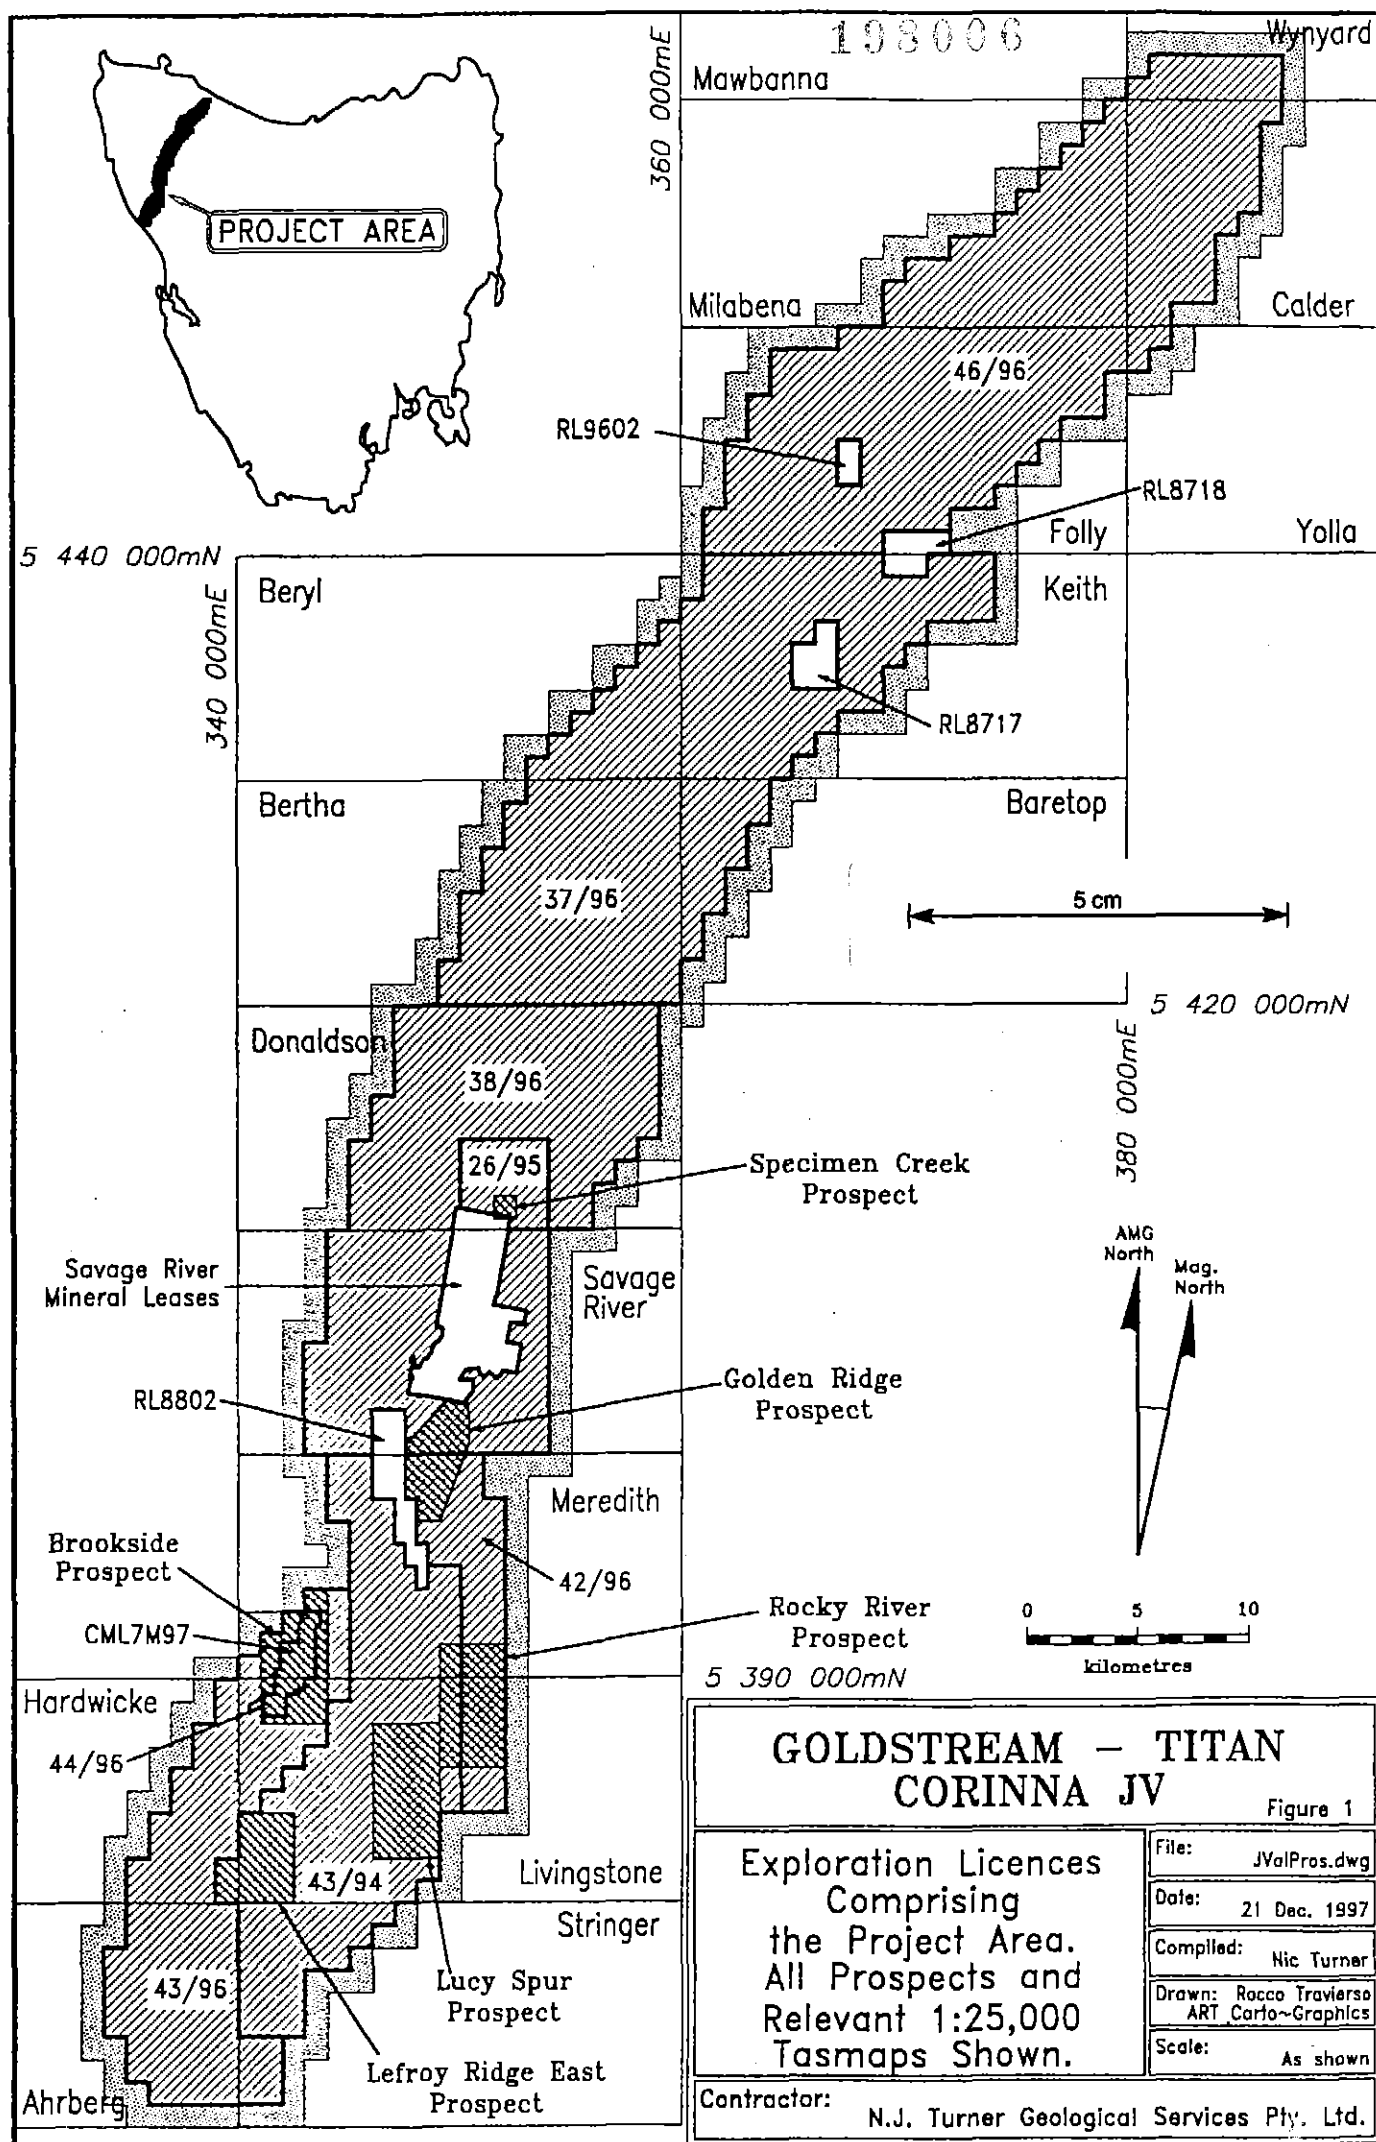 198006
Wynyard
Mawbanna
360 000mE
PROJECT AREA
Milabena
Calder
46/96
RL9602
RL8718
Folly
Yolla
5 440 000mN
Beryl
Keith
340 000mE
RL8717
Bertha
Baretop
37/96
5 cm
5 420 000mN
Donaldson
380 000mE
38/96
26/95
Specimen Creek
Prospect
Savage River
Mineral Leases
Savage
River
AMG
North
Mag.
North
RL8802
Golden Ridge
Prospect
Meredith
Brookside
Prospect
42/96
CML7M97
Rocky River
Prospect
0 5 10
kilometres
5 390 000mN
Hardwicke
44/96
43/94
Livingstone
Stringer
43/96
Lucy Spur
Prospect
Lefroy Ridge East
Prospect
Ahrberg
GOLDSTREAM – TITAN
CORINNA JV
Figure 1
Exploration Licences
Comprising
the Project Area.
All Prospects and
Relevant 1:25,000
Tasmaps Shown.
File: JValPros.dwg
Date: 21 Dec. 1997
Compiled: Nic Turner
Drawn: Rocco Travierso
ART Carto~Graphics
Scale: As shown
Contractor:
N.J. Turner Geological Services Pty. Ltd.